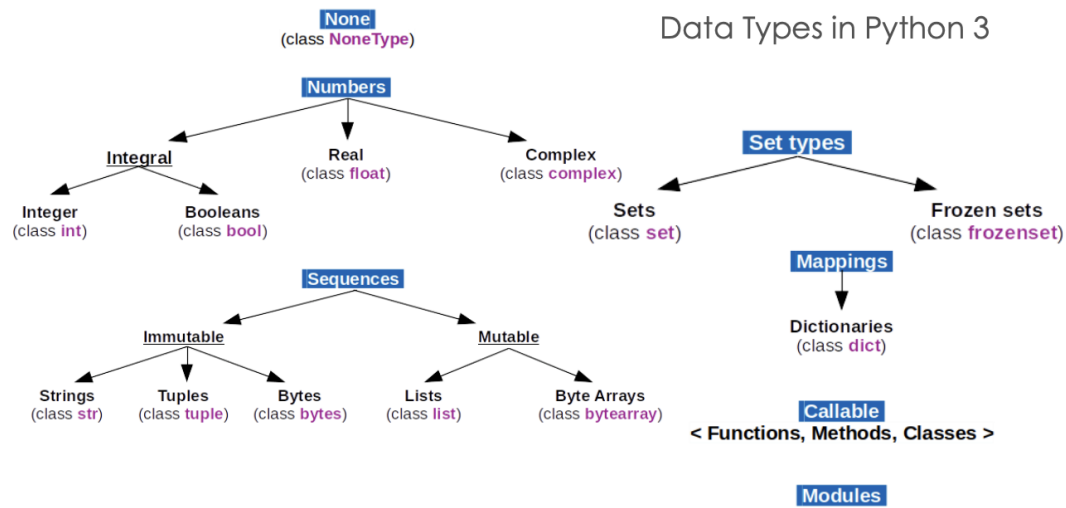 Data Types in Python 3
None
(class NoneType)
Numbers
Integral
Real
(class float)
Complex
(class complex)
Integer
(class int)
Booleans
(class bool)
Set types
Sets
(class set)
Frozen sets
(class frozenset)
Mappings
Dictionaries
(class dict)
Sequences
Immutable
Mutable
Strings
(class str)
Tuples
(class tuple)
Bytes
(class bytes)
Lists
(class list)
Byte Arrays
(class bytearray)
Callable
< Functions, Methods, Classes >
Modules